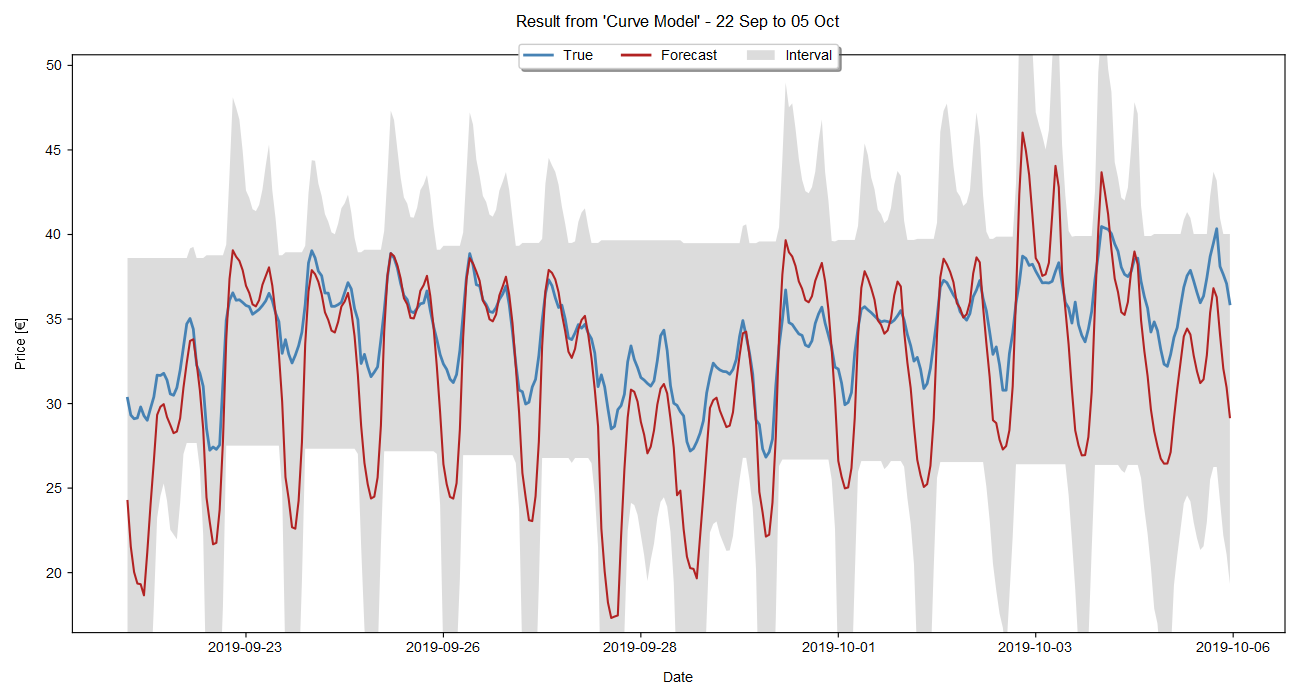 Result from 'Curve Model' - 22 Sep to 05 Oct
True Forecast Interval
50
45
40
35
30
25
20
Price [€]
2019-09-23 2019-09-26 2019-09-28 2019-10-01 2019-10-03 2019-10-06
Date